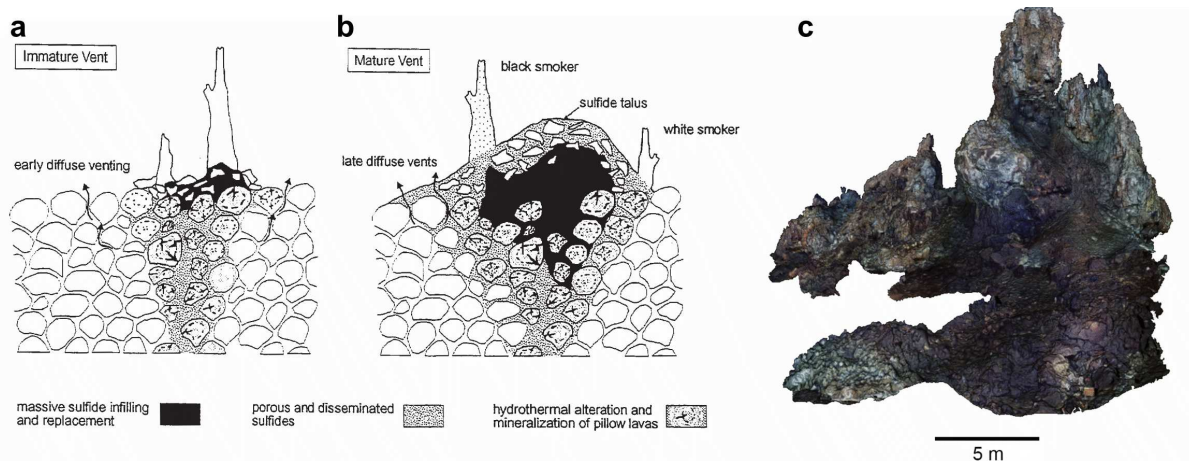 a
Immature Vent
early diffuse venting
b
Mature Vent
black smoker
sulfide talus
white smoker
late diffuse vents
c
5 m
massive sulfide infilling
and replacement
porous and disseminated
sulfides
hydrothermal alteration and
mineralization of pillow lavas